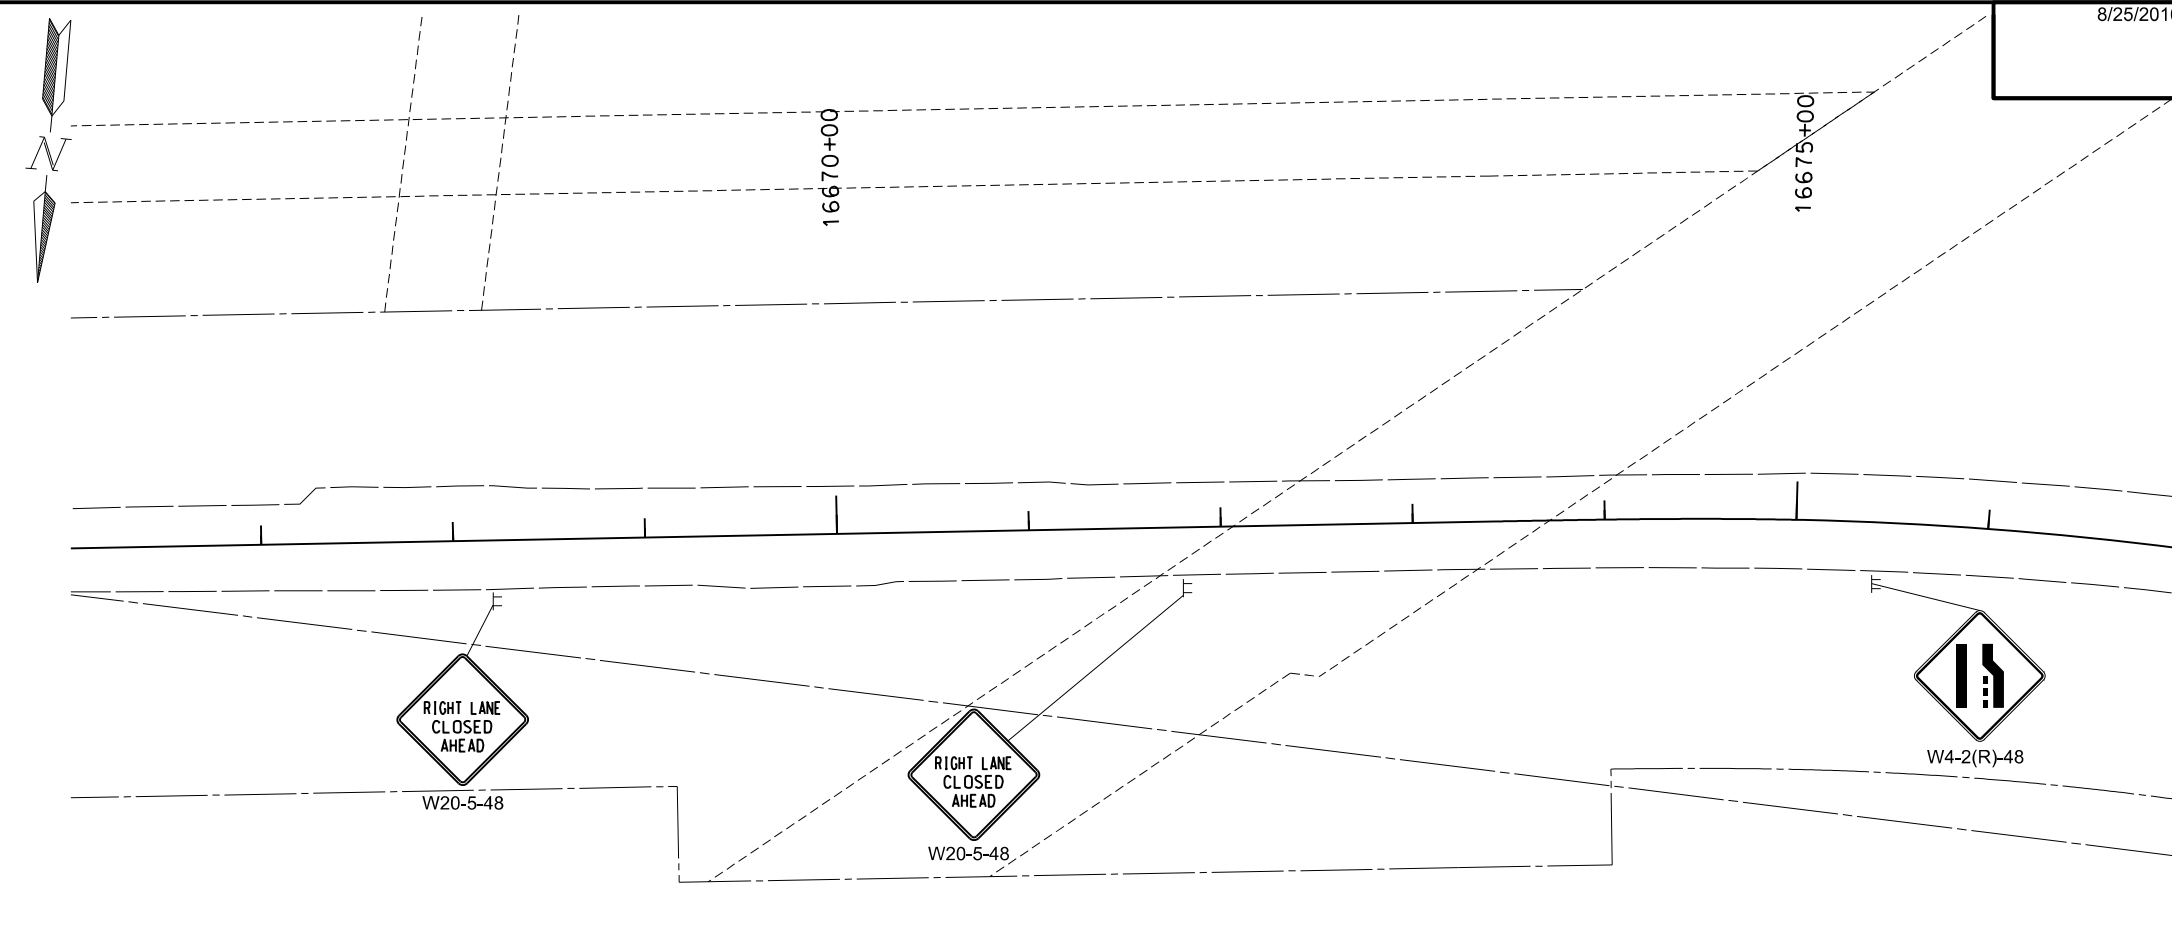 8/25/201
N
16670+00
16675+00
RIGHT LANE
CLOSED
AHEAD
W20-5-48
RIGHT LANE
CLOSED
AHEAD
W20-5-48
W4-2(R)-48